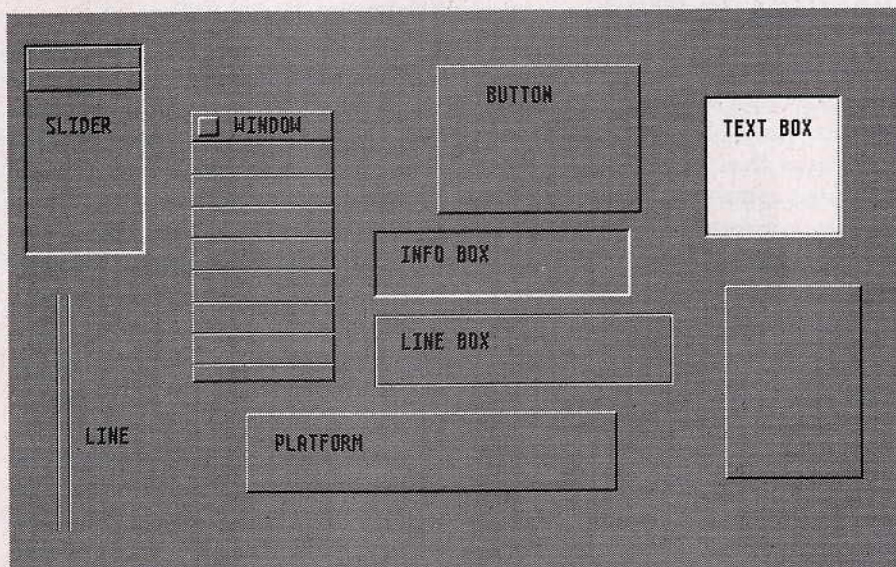 BUTTON
SLIDER
WINDOW
TEXT BOX
INFO BOX
LINE BOX
LINE
PLATFORM